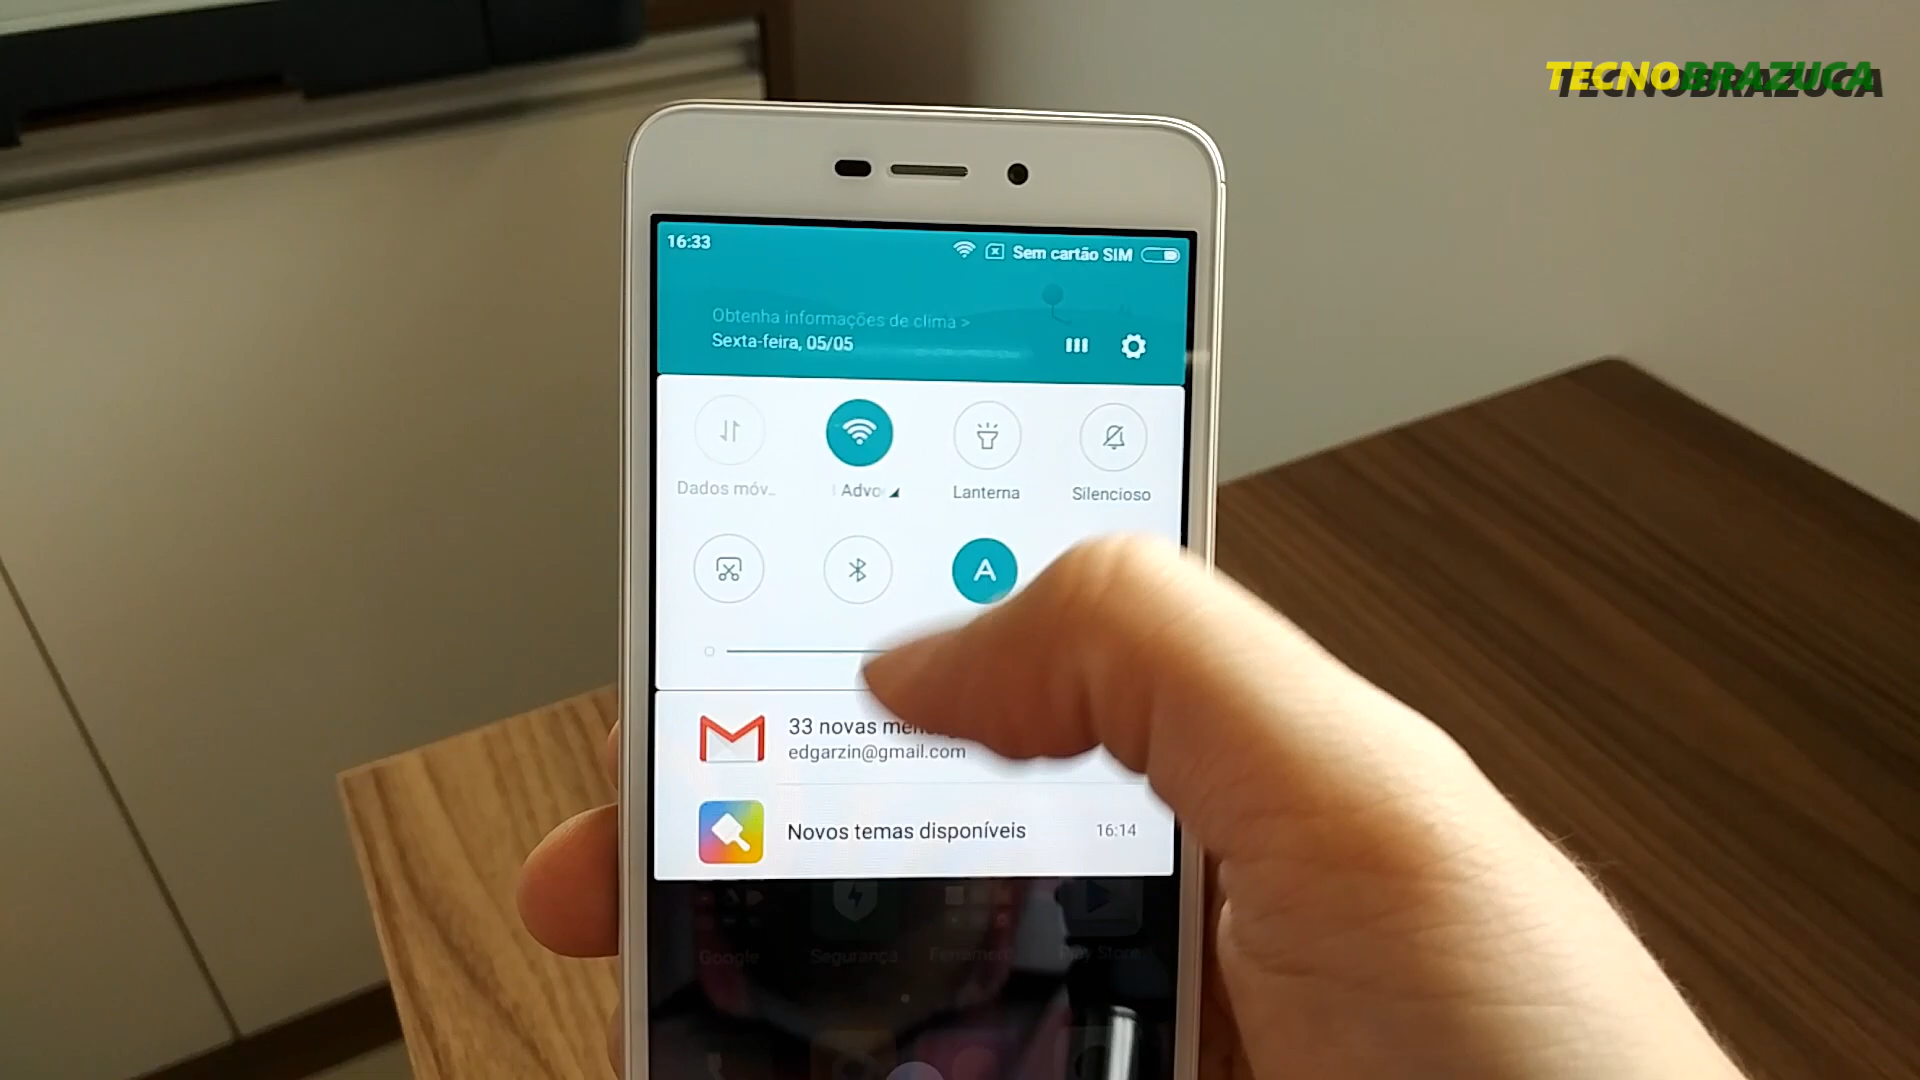 TECNOBRAZUCA
16:33
Sem cartão SIM
Obtenha informações de clima >
Sexta-feira, 05/05
Dados móv...
Advo
Lanterna
Silencioso
A
33 novas
edgarzin@gmail.com
Novos temas disponíveis
16:14
Google
Segurança
Ferrame
Play Store